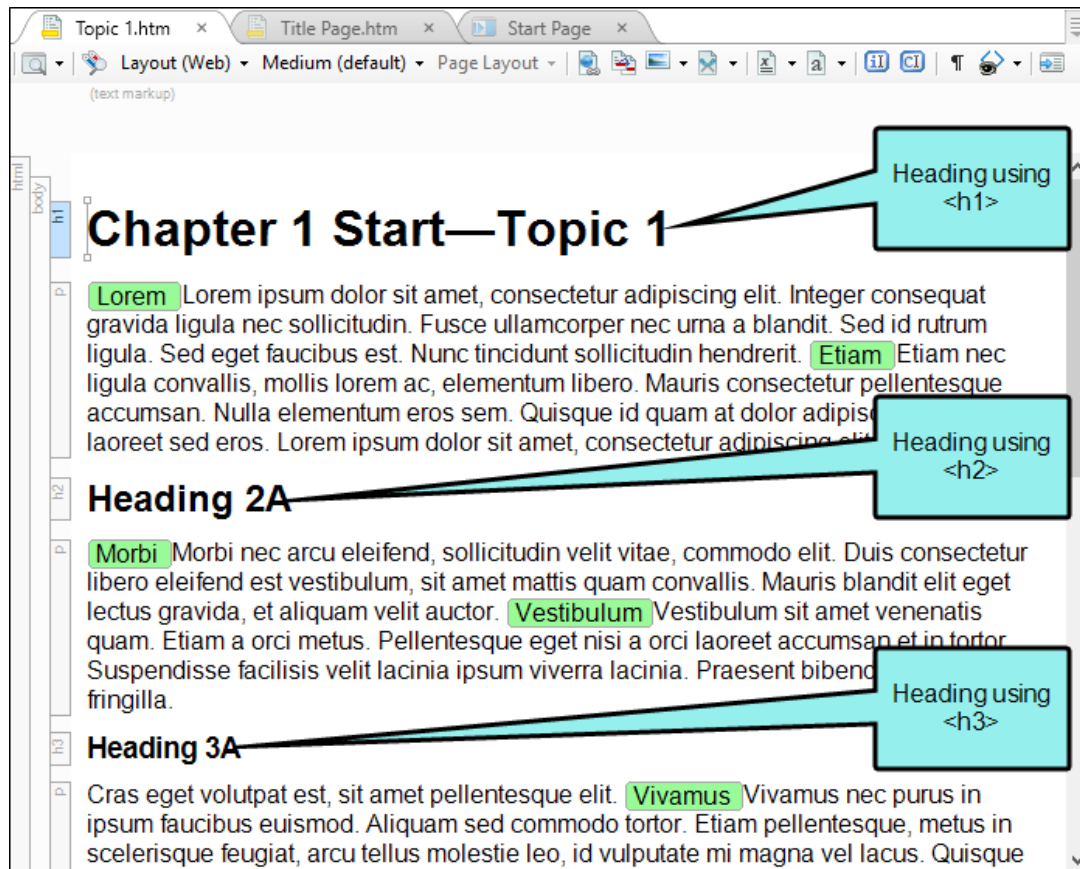 Topic 1.htm × Title Page.htm × Start Page ×
Layout (Web) Medium (default) Page Layout x a iI CI ¶
(text markup)
html
body
h1
Chapter 1 Start—Topic 1
Heading using
<h1>
p
Lorem Lorem ipsum dolor sit amet, consectetur adipiscing elit. Integer consequat
gravida ligula nec sollicitudin. Fusce ullamcorper nec urna a blandit. Sed id rutrum
ligula. Sed eget faucibus est. Nunc tincidunt sollicitudin hendrerit. Etiam Etiam nec
ligula convallis, mollis lorem ac, elementum libero. Mauris consectetur pellentesque
accumsan. Nulla elementum eros sem. Quisque id quam at dolor
laoreet sed eros. Lorem ipsum dolor sit amet, consectetur adipiscing
Heading using
<h2>
h2
Heading 2A
p
Morbi Morbi nec arcu eleifend, sollicitudin velit vitae, commodo elit. Duis consectetur
libero eleifend est vestibulum, sit amet mattis quam convallis. Mauris blandit elit eget
lectus gravida, et aliquam velit auctor. Vestibulum Vestibulum sit amet venenatis
quam. Etiam a orci metus. Pellentesque eget nisi a orci laoreet accumsan et in tortor
Suspendisse facilisis velit lacinia ipsum viverra lacinia. Praesent
fringilla.
Heading using
<h3>
h3
Heading 3A
p
Cras eget volutpat est, sit amet pellentesque elit. Vivamus Vivamus nec purus in
ipsum faucibus euismod. Aliquam sed commodo tortor. Etiam pellentesque, metus in
scelerisque feugiat, arcu tellus molestie leo, id vulputate mi magna vel lacus. Quisque